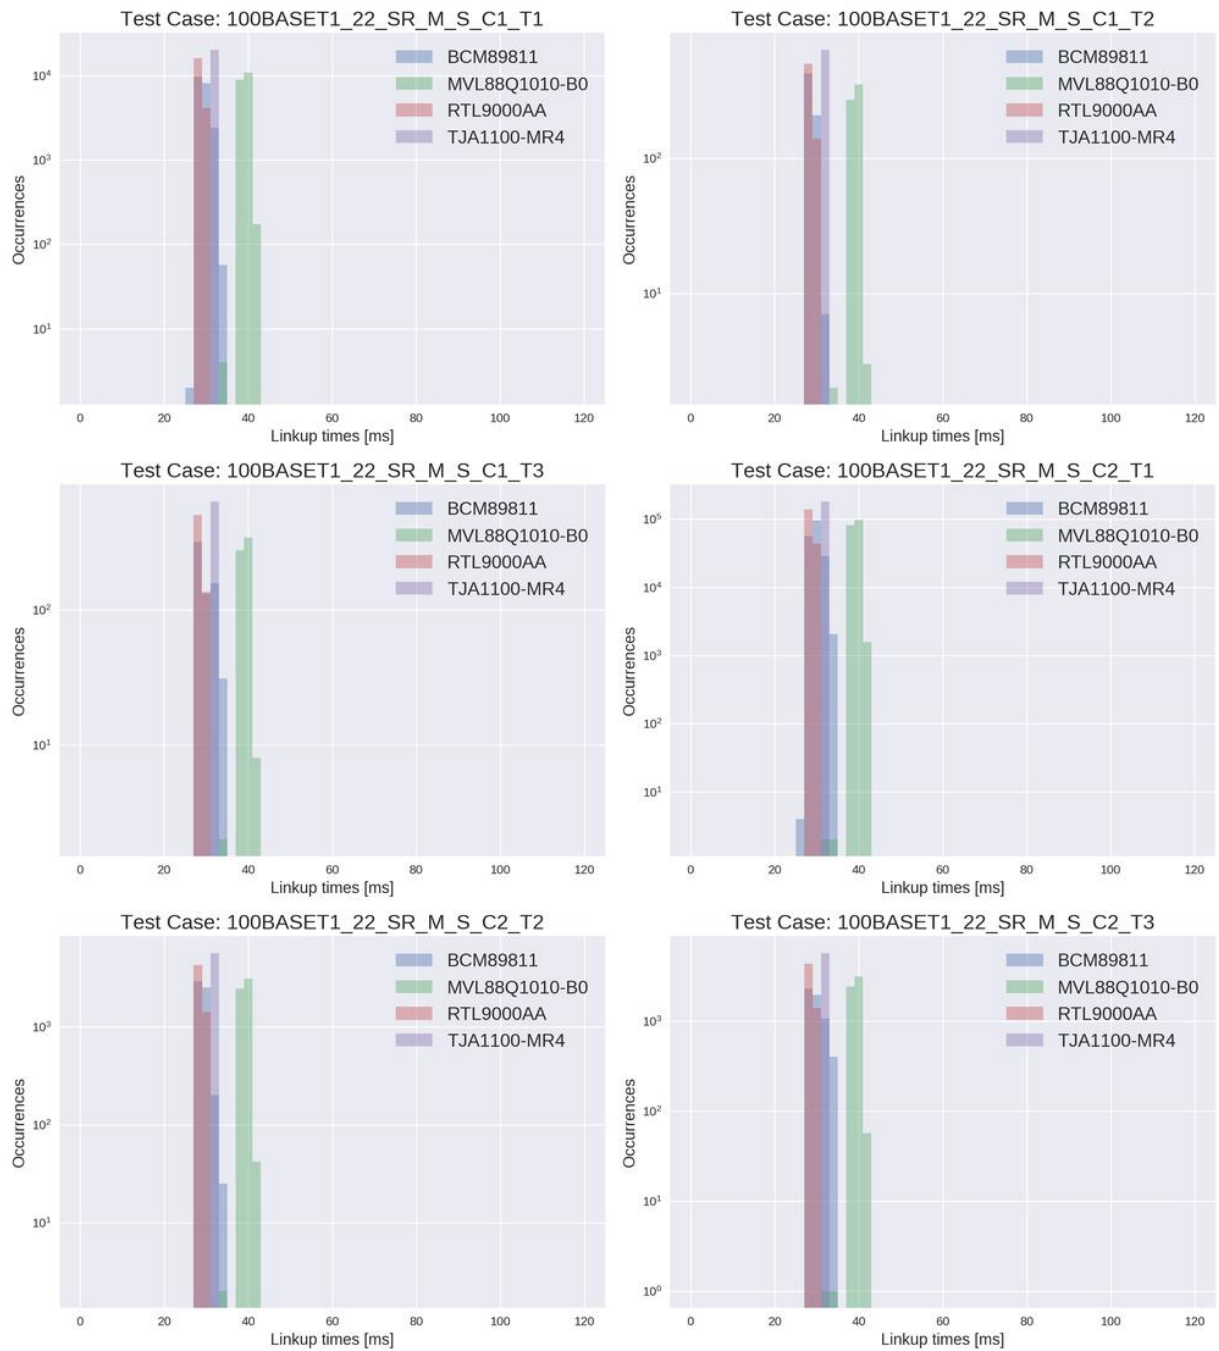 Test Case: 100BASET1_22_SR_M_S_C1_T1
BCM89811
MVL88Q1010-B0
RTL9000AA
TJA1100-MR4
Occurrences
10⁴
10³
10²
10¹
0 20 40 60 80 100 120
Linkup times [ms]
Test Case: 100BASET1_22_SR_M_S_C1_T2
BCM89811
MVL88Q1010-B0
RTL9000AA
TJA1100-MR4
Occurrences
10²
10¹
0 20 40 60 80 100 120
Linkup times [ms]
Test Case: 100BASET1_22_SR_M_S_C1_T3
BCM89811
MVL88Q1010-B0
RTL9000AA
TJA1100-MR4
Occurrences
10²
10¹
0 20 40 60 80 100 120
Linkup times [ms]
Test Case: 100BASET1_22_SR_M_S_C2_T1
BCM89811
MVL88Q1010-B0
RTL9000AA
TJA1100-MR4
Occurrences
10⁵
10⁴
10³
10²
10¹
0 20 40 60 80 100 120
Linkup times [ms]
Test Case: 100BASET1_22_SR_M_S_C2_T2
BCM89811
MVL88Q1010-B0
RTL9000AA
TJA1100-MR4
Occurrences
10³
10²
10¹
0 20 40 60 80 100 120
Linkup times [ms]
Test Case: 100BASET1_22_SR_M_S_C2_T3
BCM89811
MVL88Q1010-B0
RTL9000AA
TJA1100-MR4
Occurrences
10³
10²
10¹
10⁰
0 20 40 60 80 100 120
Linkup times [ms]